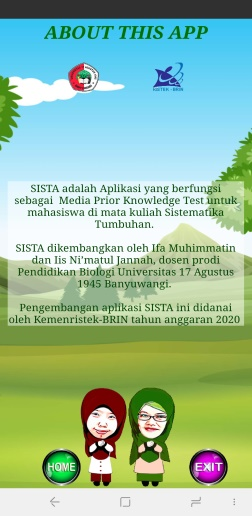 ABOUT THIS APP
SISTA adalah Aplikasi yang berfungsi
sebagai Media Prior Knowledge Test untuk
mahasiswa di mata kuliah Sistematika
Tumbuhan.
SISTA dikembangkan oleh Ifa Muhimmatin
dan Iis Ni'matul Jannah, dosen prodi
Pendidikan Biologi Universitas 17 Agustus
1945 Banyuwangi.
Pengembangan aplikasi SISTA ini didanai
oleh Kemenristek-BRIN tahun anggaran 2020
HOME
EXIT